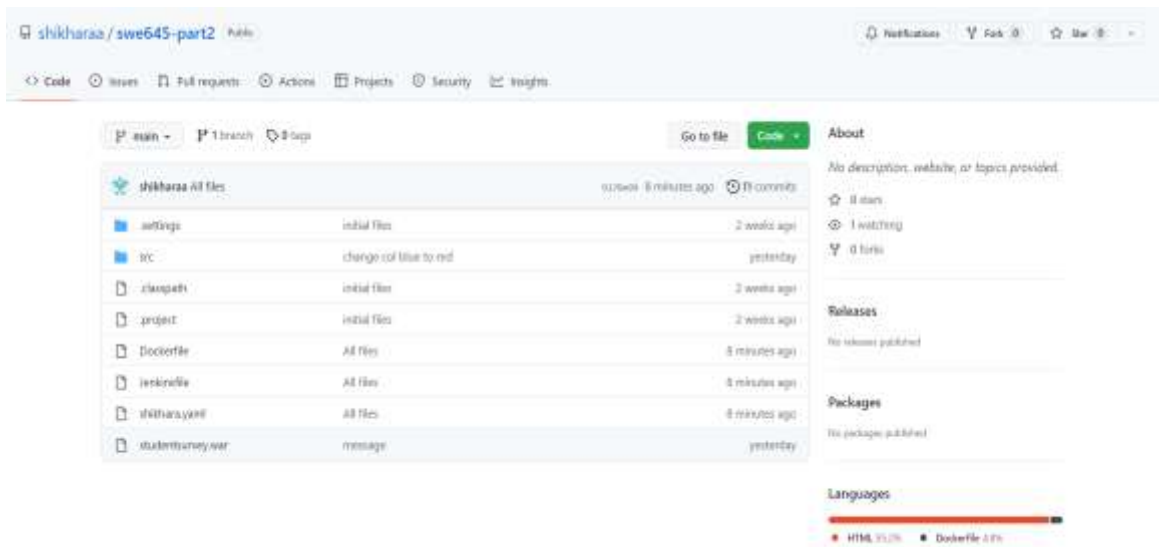 shikharaa / swe645-part2 Public
Notifications Fork 0 Star 0
Code Issues Pull requests Actions Projects Security Insights
main 1 branch 0 tags Go to file Code
shikharaa All files 8 minutes ago commits
.settings initial files 2 weeks ago
src change col blue to red yesterday
.classpath initial files 2 weeks ago
.project initial files 2 weeks ago
Dockerfile All files 8 minutes ago
Jenkinsfile All files 8 minutes ago
shikhara.yaml All files 8 minutes ago
studentsurvey.war message yesterday
About
No description, website, or topics provided.
0 stars
1 watching
0 forks
Releases
No releases published
Packages
No packages published
Languages
HTML Dockerfile